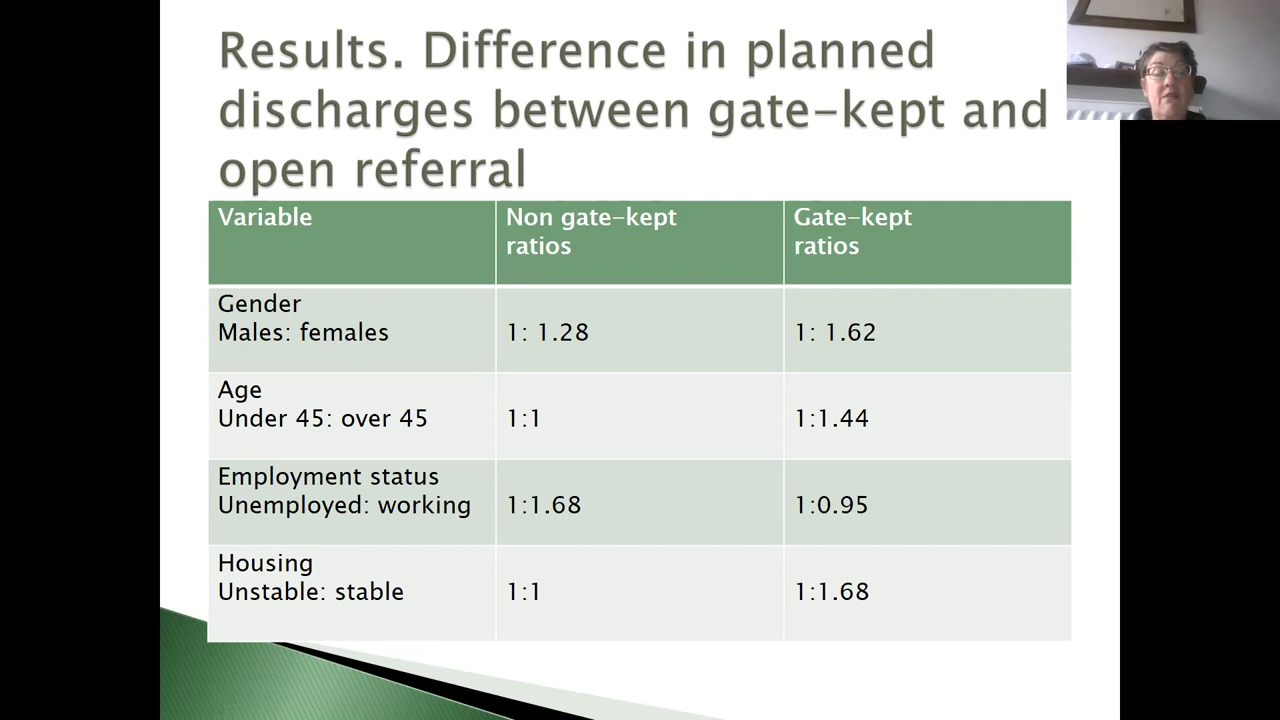 Results. Difference in planned
discharges between gate-kept and
open referral
Variable
Non gate-kept
ratios
Gate-kept
ratios
Gender
Males: females
1: 1.28
1: 1.62
Age
Under 45: over 45
1:1
1:1.44
Employment status
Unemployed: working
1:1.68
1:0.95
Housing
Unstable: stable
1:1
1:1.68